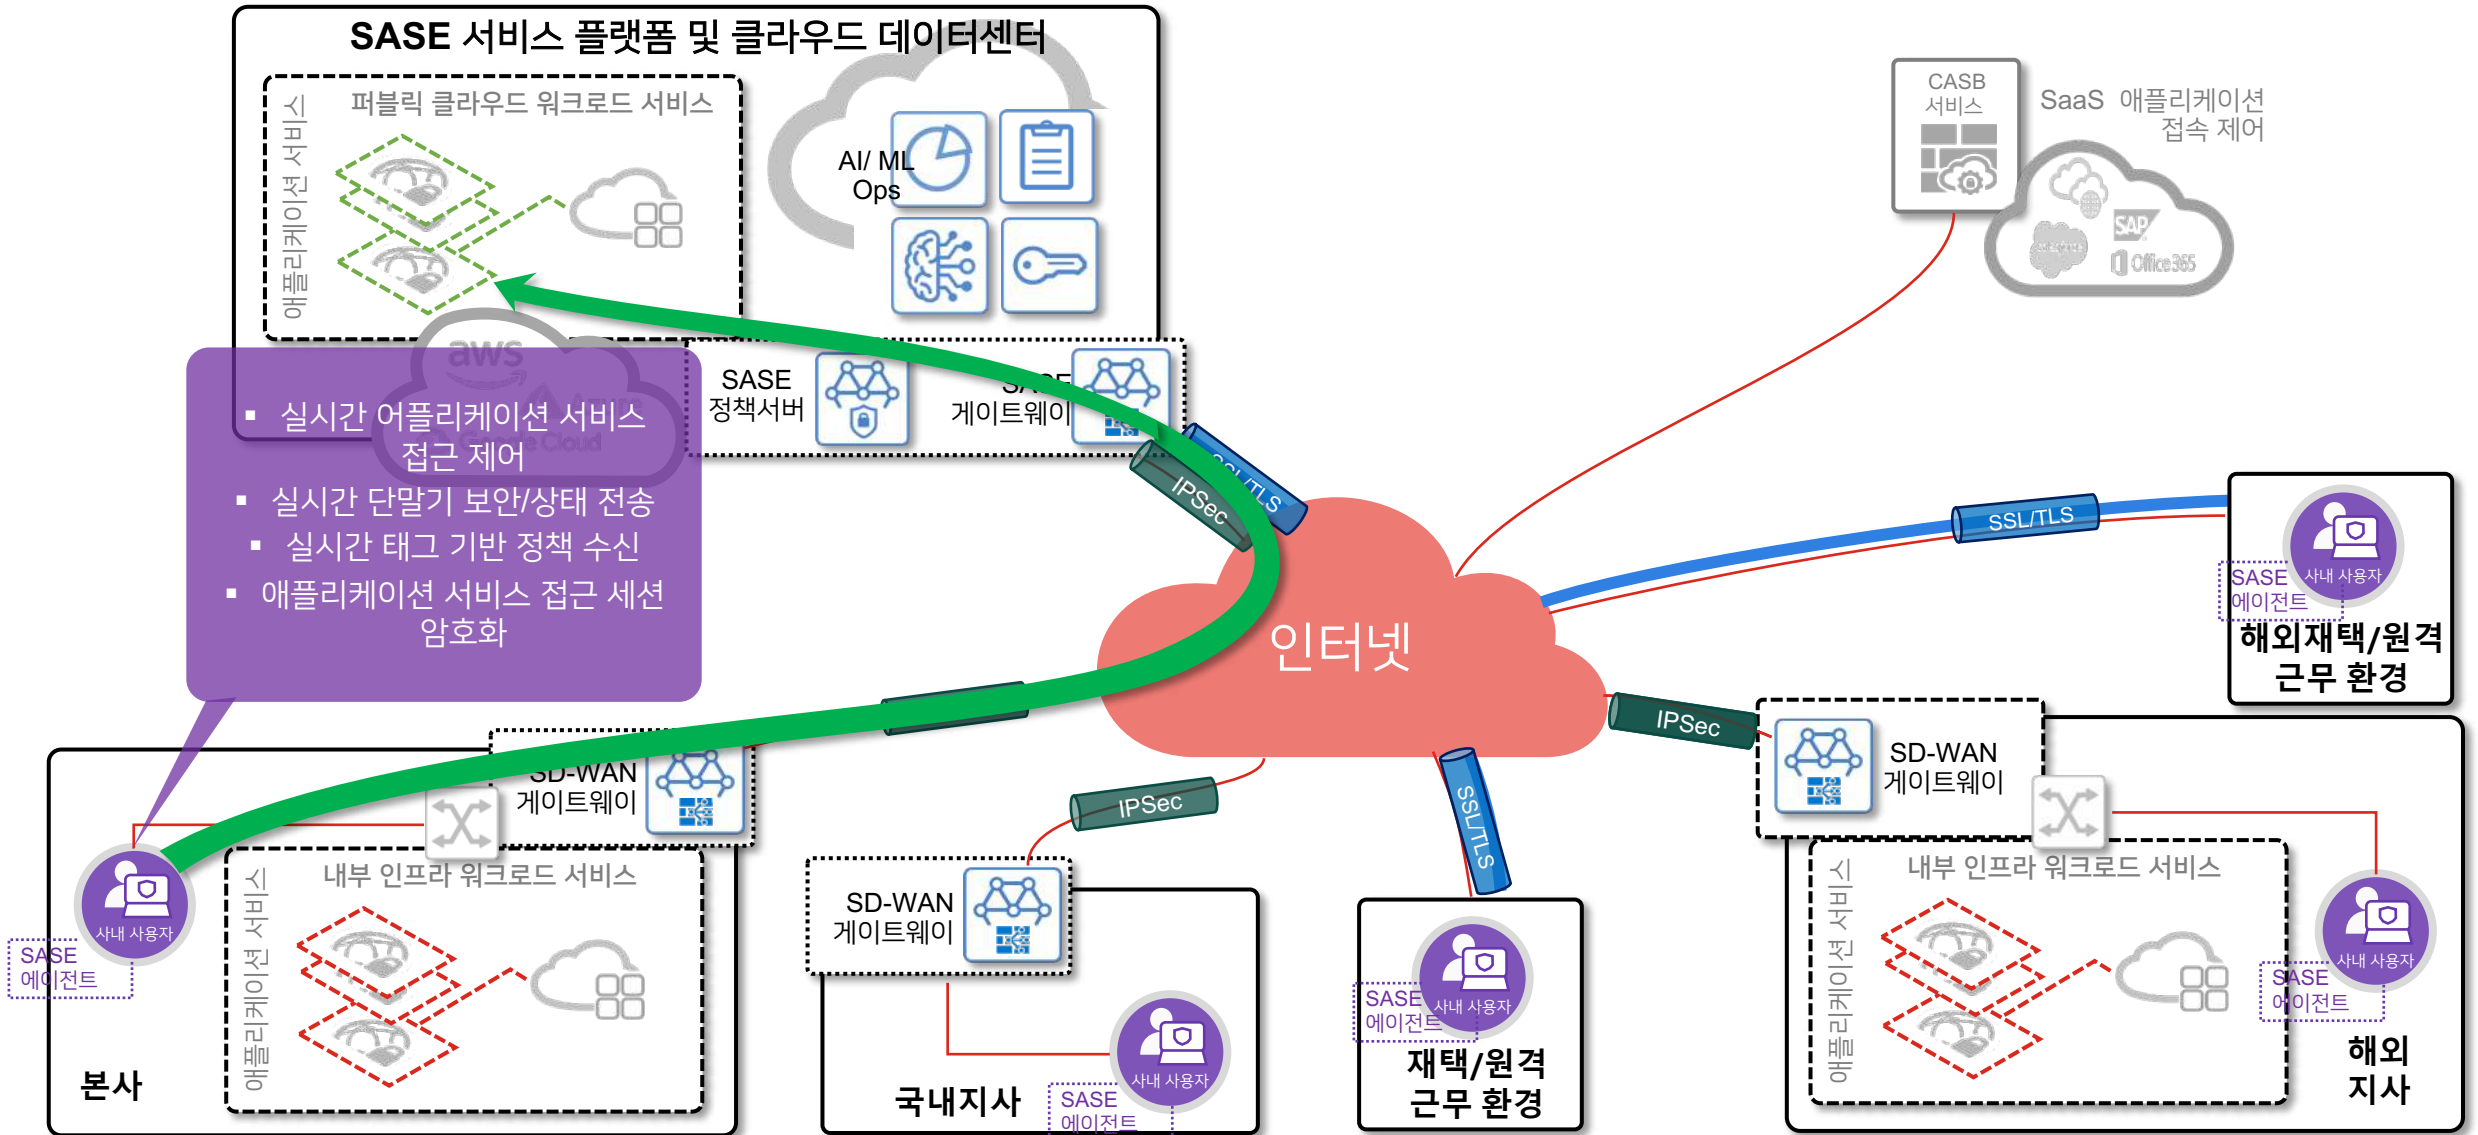 SASE 서비스 플랫폼 및 클라우드 데이터센터
애플리케이션 서비스
퍼블릭 클라우드 워크로드 서비스
AI/ ML
Ops
aws
Google Cloud
SASE
정책서버
SASE
게이트웨이
CASB
서비스
SaaS 애플리케이션
접속 제어
SAP
Office 365
▪ 실시간 어플리케이션 서비스
접근 제어
▪ 실시간 단말기 보안/상태 전송
▪ 실시간 태그 기반 정책 수신
▪ 애플리케이션 서비스 접근 세션
암호화
SSL/TLS
IPSec
인터넷
SSL/TLS
사내 사용자
SASE
에이전트
해외재택/원격
근무 환경
IPSec
SD-WAN
게이트웨이
SD-WAN
게이트웨이
IPSec
SSL/TLS
사내 사용자
SASE
에이전트
본사
애플리케이션 서비스
내부 인프라 워크로드 서비스
SD-WAN
게이트웨이
사내 사용자
SASE
에이전트
국내지사
사내 사용자
SASE
에이전트
재택/원격
근무 환경
애플리케이션 서비스
내부 인프라 워크로드 서비스
사내 사용자
SASE
에이전트
해외
지사